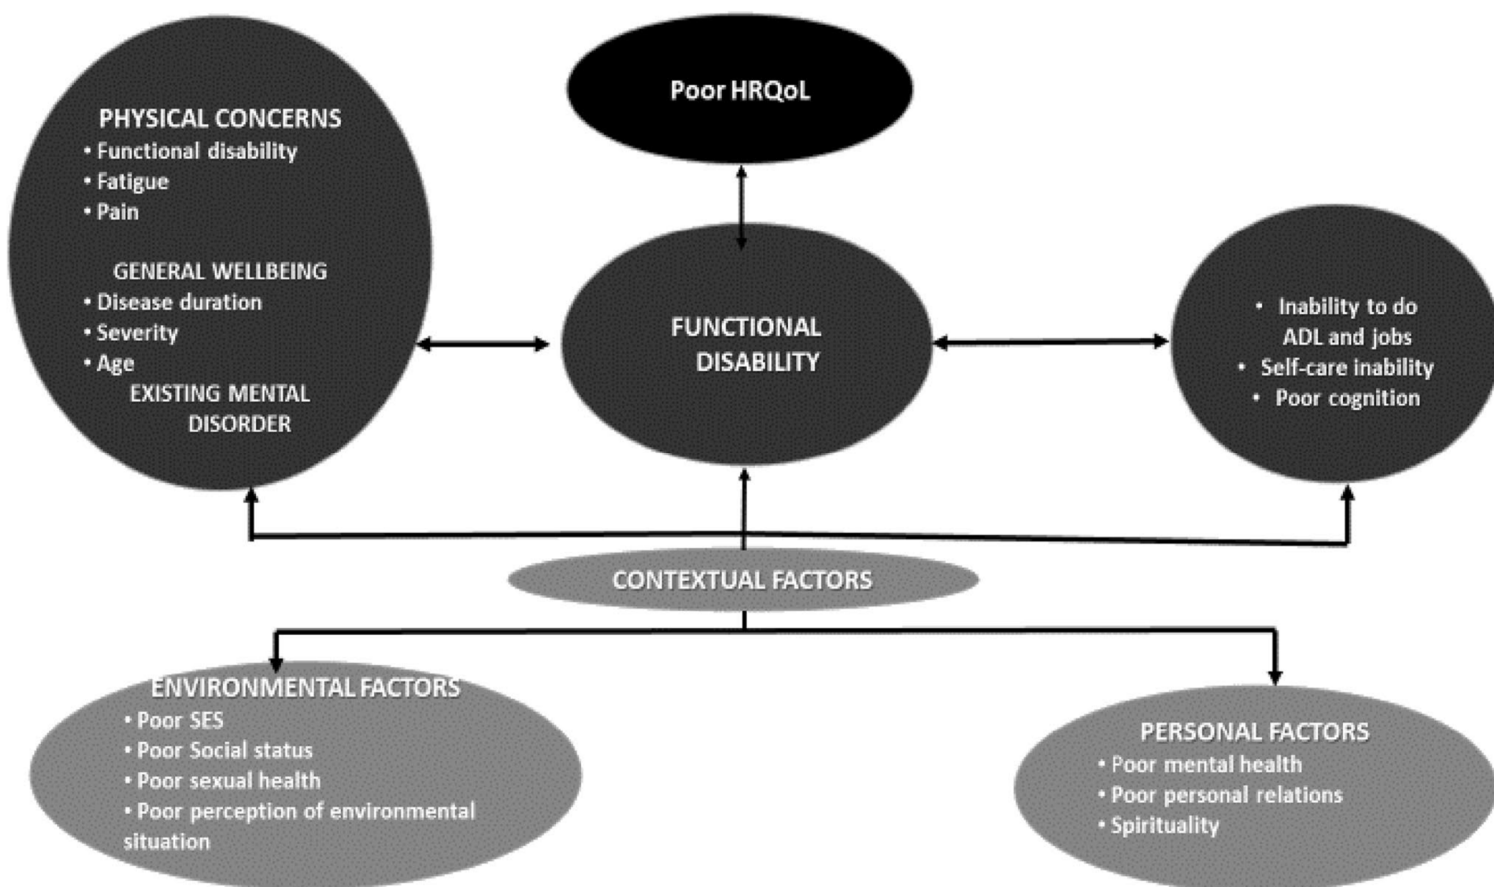 Poor HRQoL
PHYSICAL CONCERNS
• Functional disability
• Fatigue
• Pain
GENERAL WELLBEING
• Disease duration
• Severity
• Age
EXISTING MENTAL
DISORDER
FUNCTIONAL
DISABILITY
• Inability to do
ADL and jobs
• Self-care inability
• Poor cognition
CONTEXTUAL FACTORS
ENVIRONMENTAL FACTORS
• Poor SES
• Poor Social status
• Poor sexual health
• Poor perception of environmental
situation
PERSONAL FACTORS
• Poor mental health
• Poor personal relations
• Spirituality